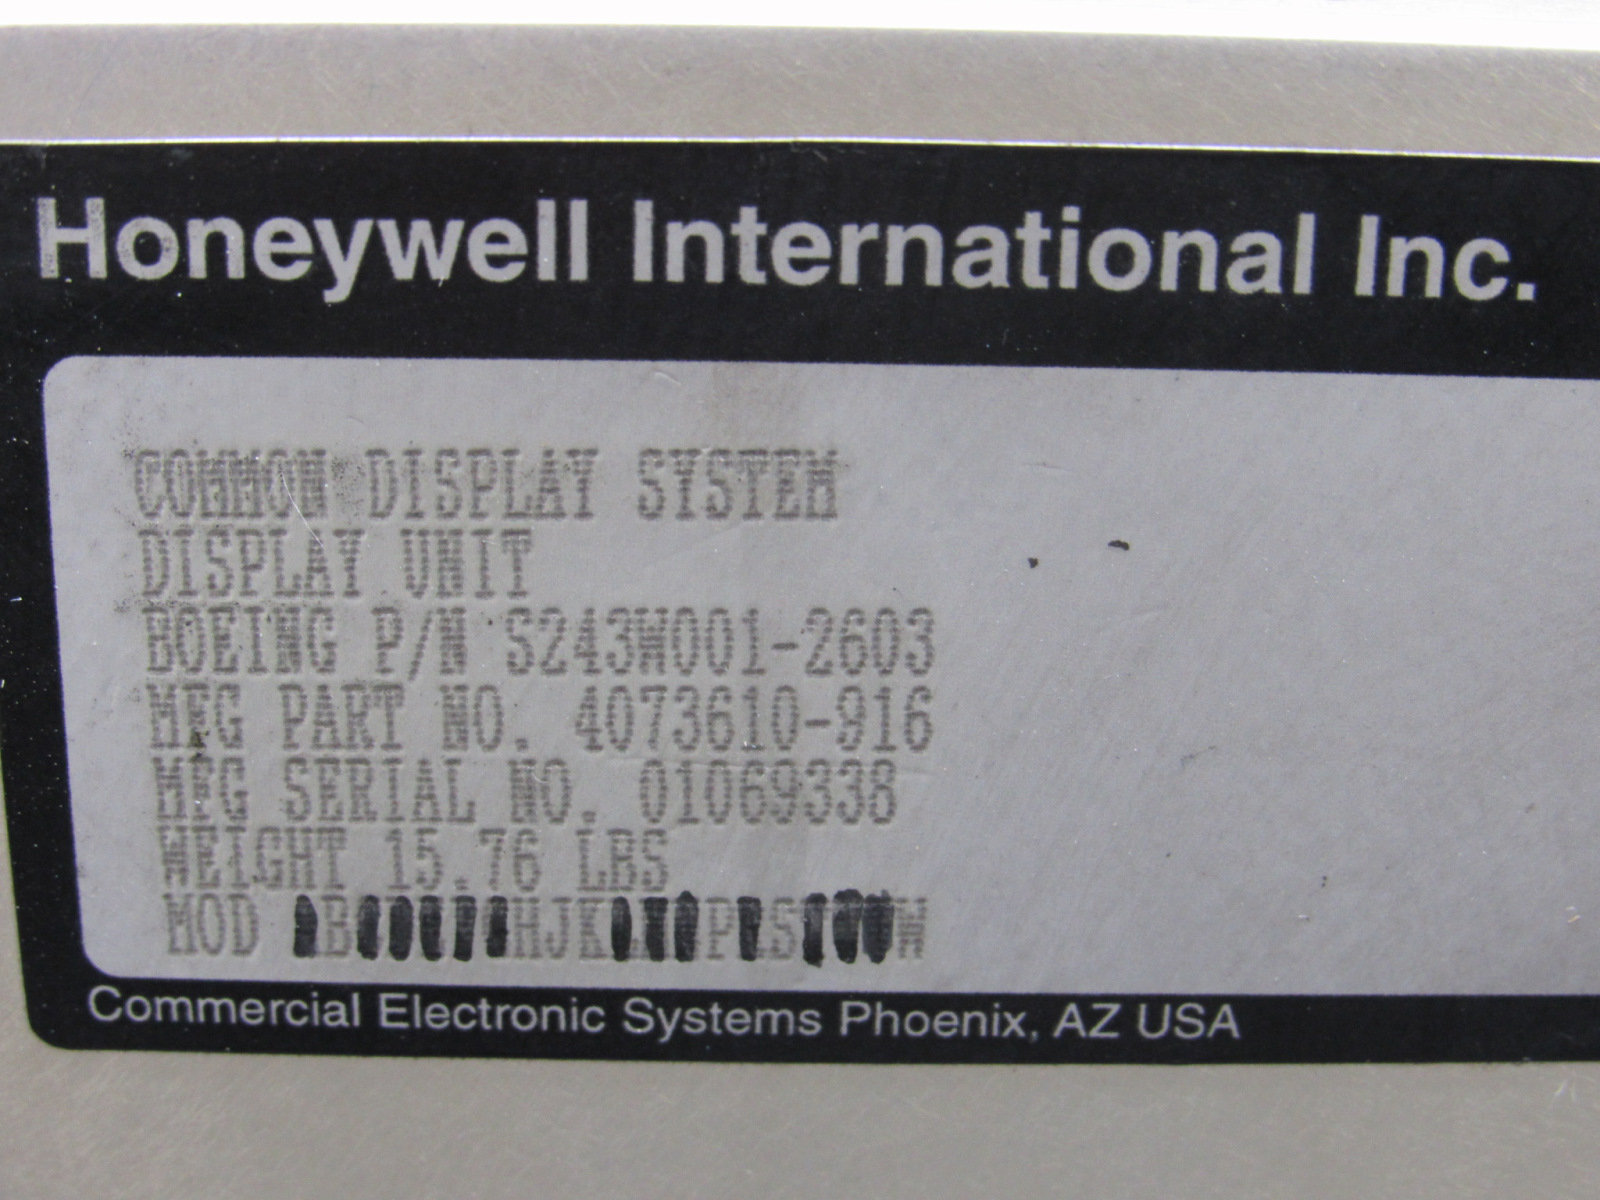 Honeywell International Inc.
COMMON DISPLAY SYSTEM
DISPLAY UNIT
BOEING P/N S243W001-2603
MFG PART NO. 4073610-916
MFG SERIAL NO. 01069338
WEIGHT 15.76 LBS
MOD
Commercial Electronic Systems Phoenix, AZ USA